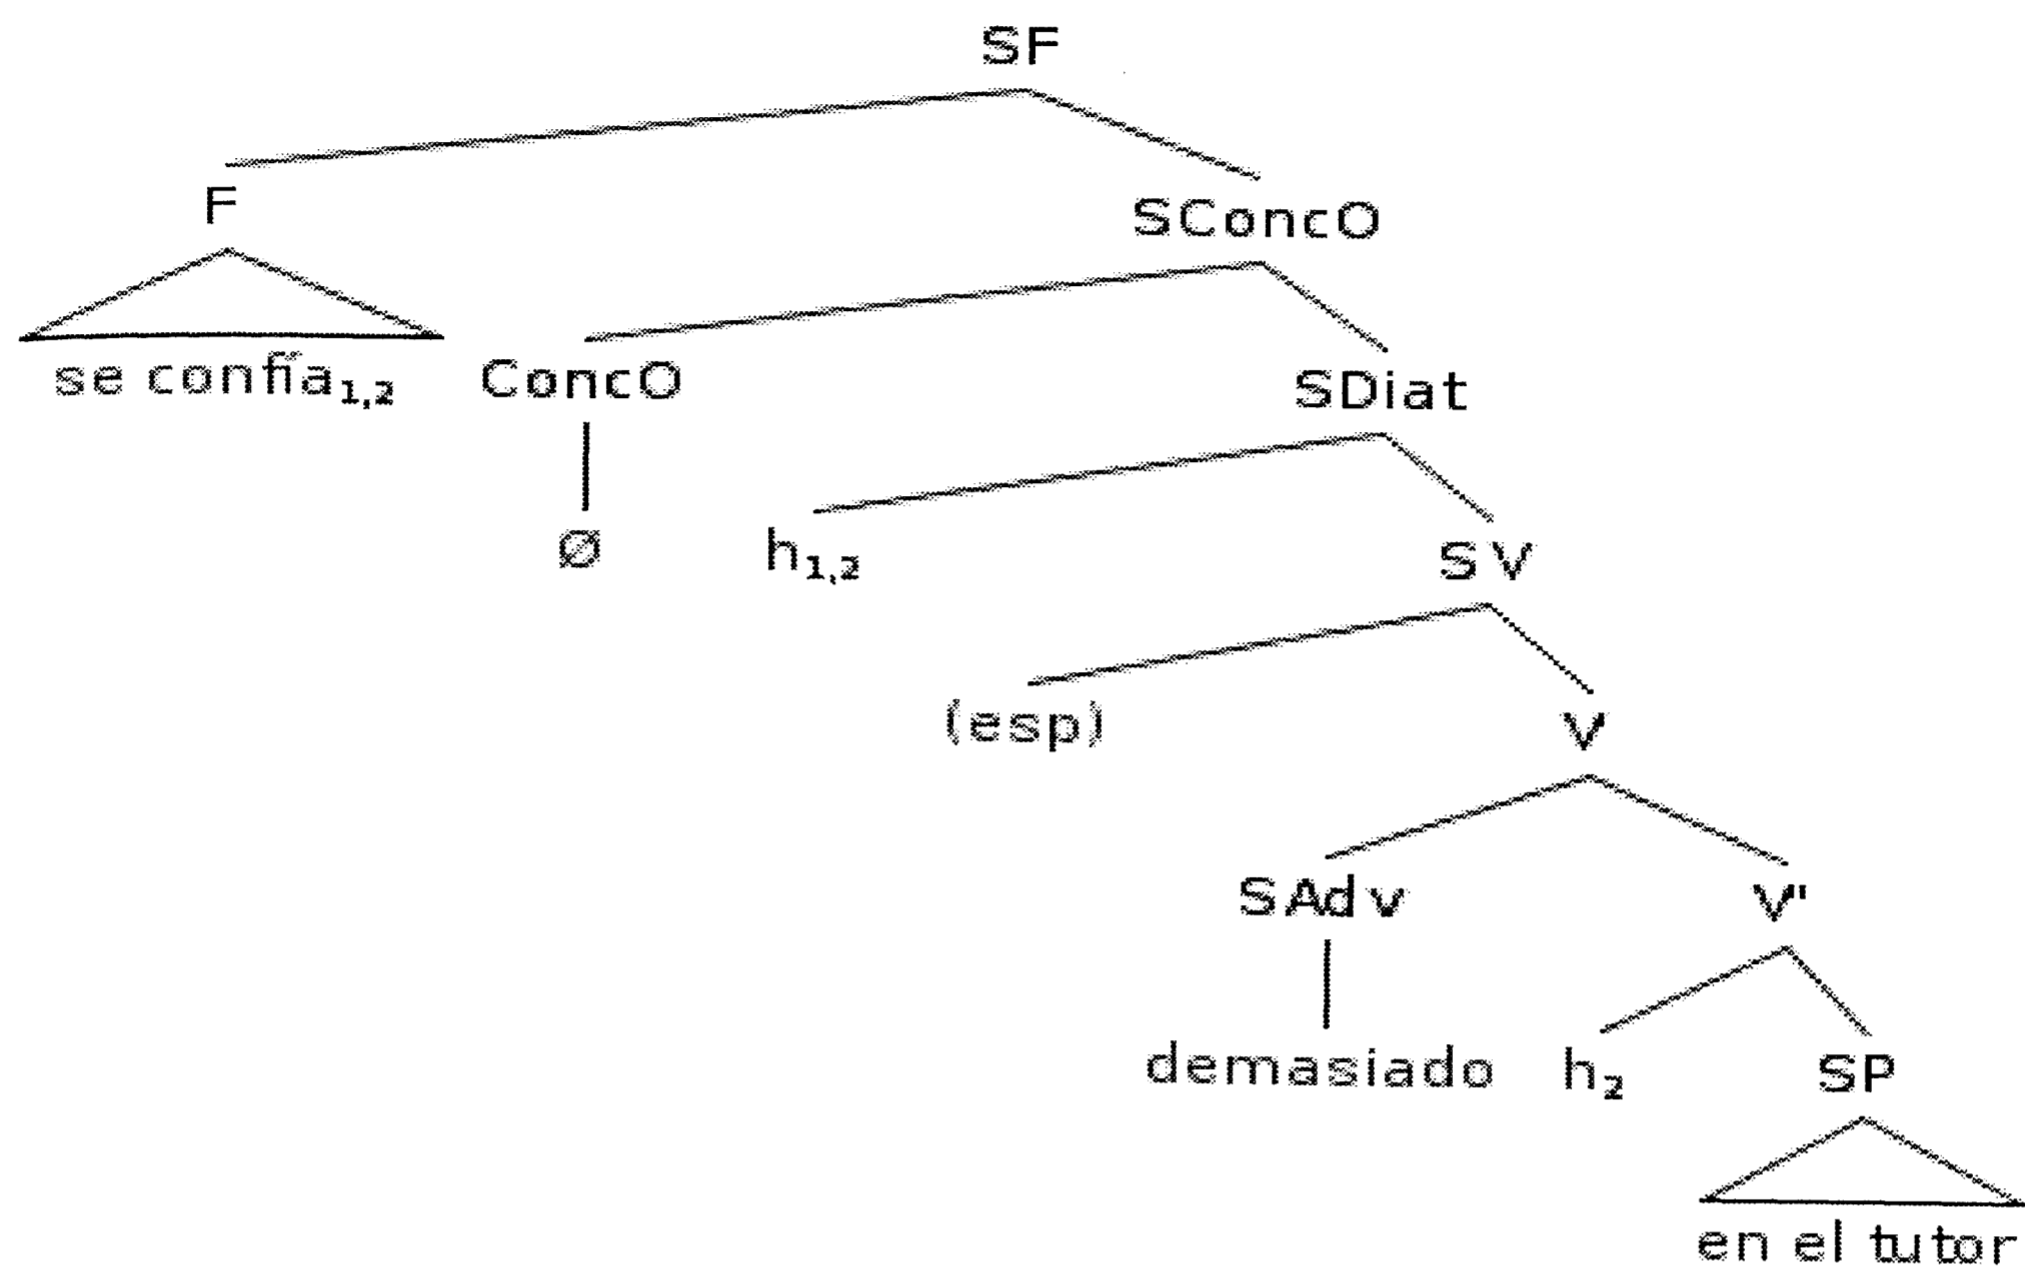 SF
F
SConcO
se confía1,2
ConcO
SDiat
Ø
h1,2
SV
(esp)
V'
SAdv
V"
demasiado
h2
SP
en el tutor